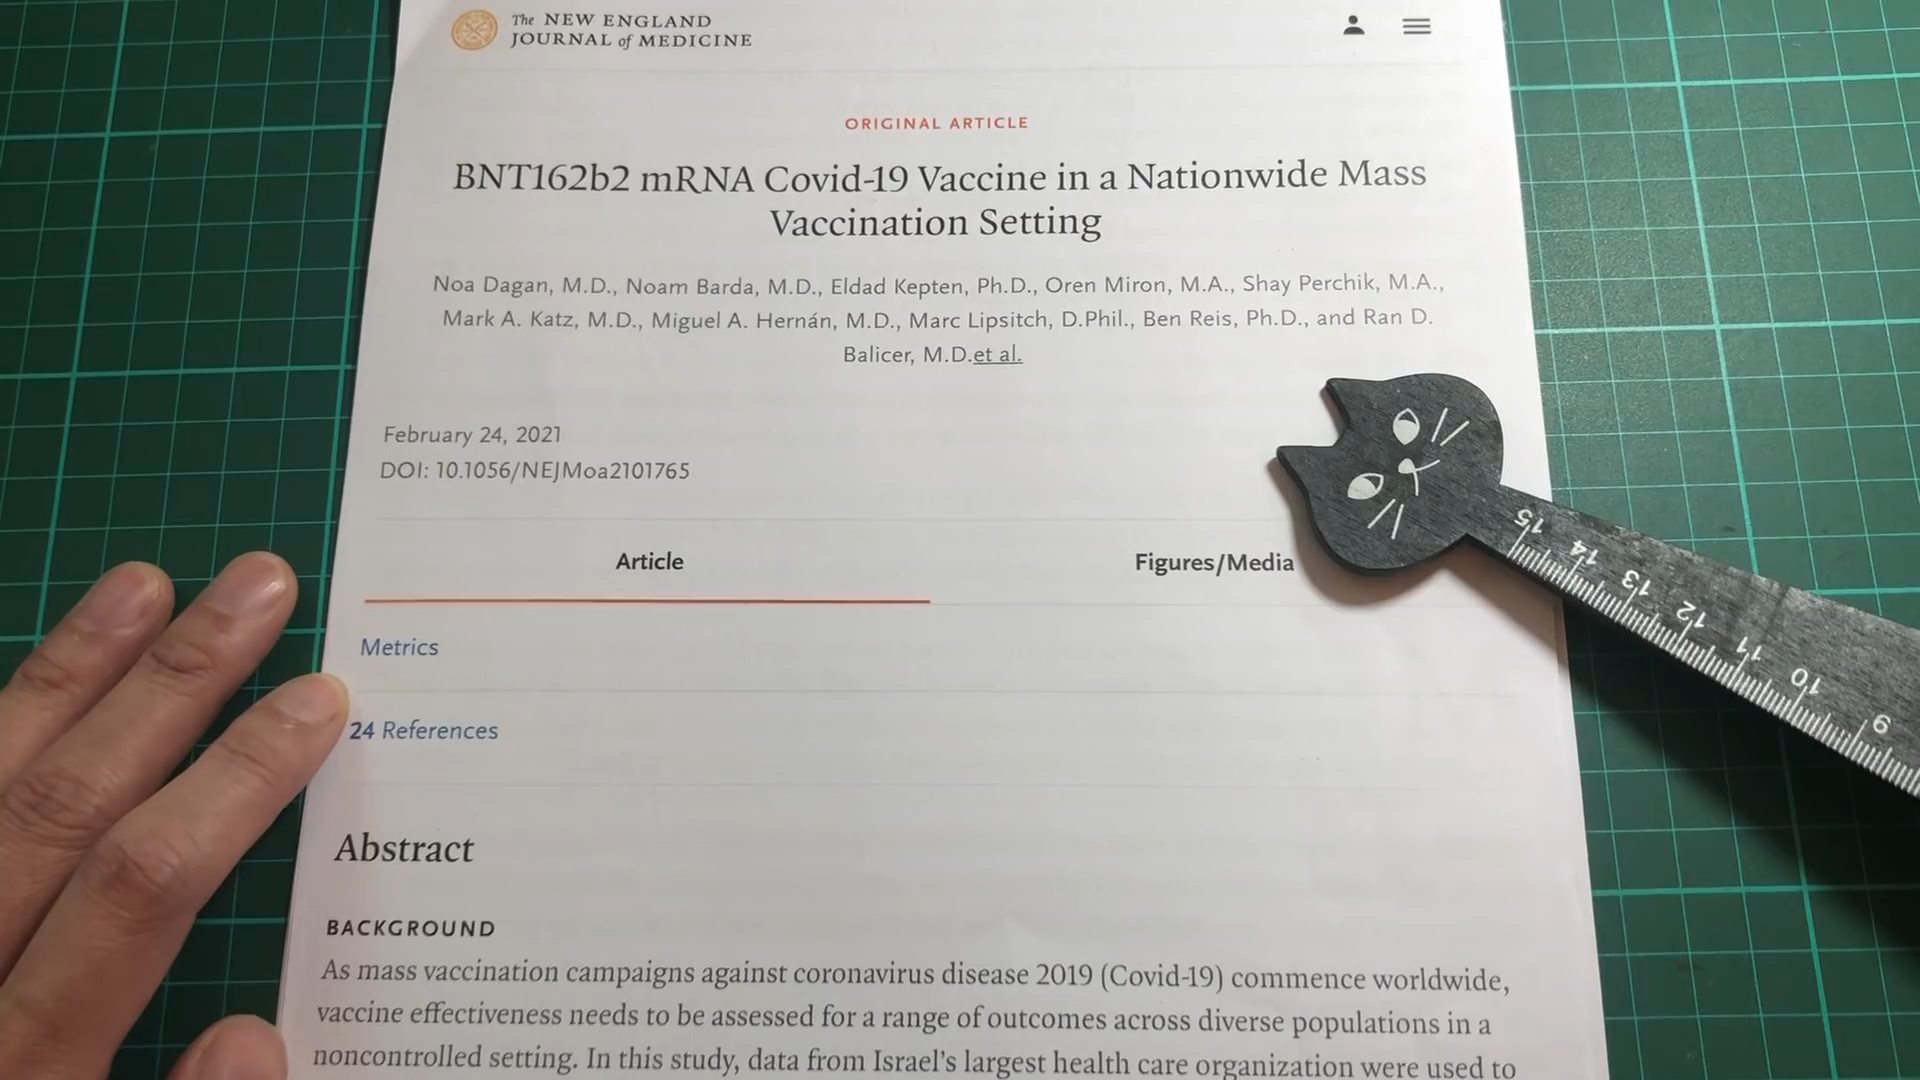 The NEW ENGLAND
JOURNAL of MEDICINE
ORIGINAL ARTICLE
BNT162b2 mRNA Covid-19 Vaccine in a Nationwide Mass
Vaccination Setting
Noa Dagan, M.D., Noam Barda, M.D., Eldad Kepten, Ph.D., Oren Miron, M.A., Shay Perchik, M.A.,
Mark A. Katz, M.D., Miguel A. Hernán, M.D., Marc Lipsitch, D.Phil., Ben Reis, Ph.D., and Ran D.
Balicer, M.D.et al.
February 24, 2021
DOI: 10.1056/NEJMoa2101765
Article
Figures/Media
Metrics
24 References
Abstract
BACKGROUND
As mass vaccination campaigns against coronavirus disease 2019 (Covid-19) commence worldwide,
vaccine effectiveness needs to be assessed for a range of outcomes across diverse populations in a
noncontrolled setting. In this study, data from Israel's largest health care organization were used to
15 14 13 12 11 10 9